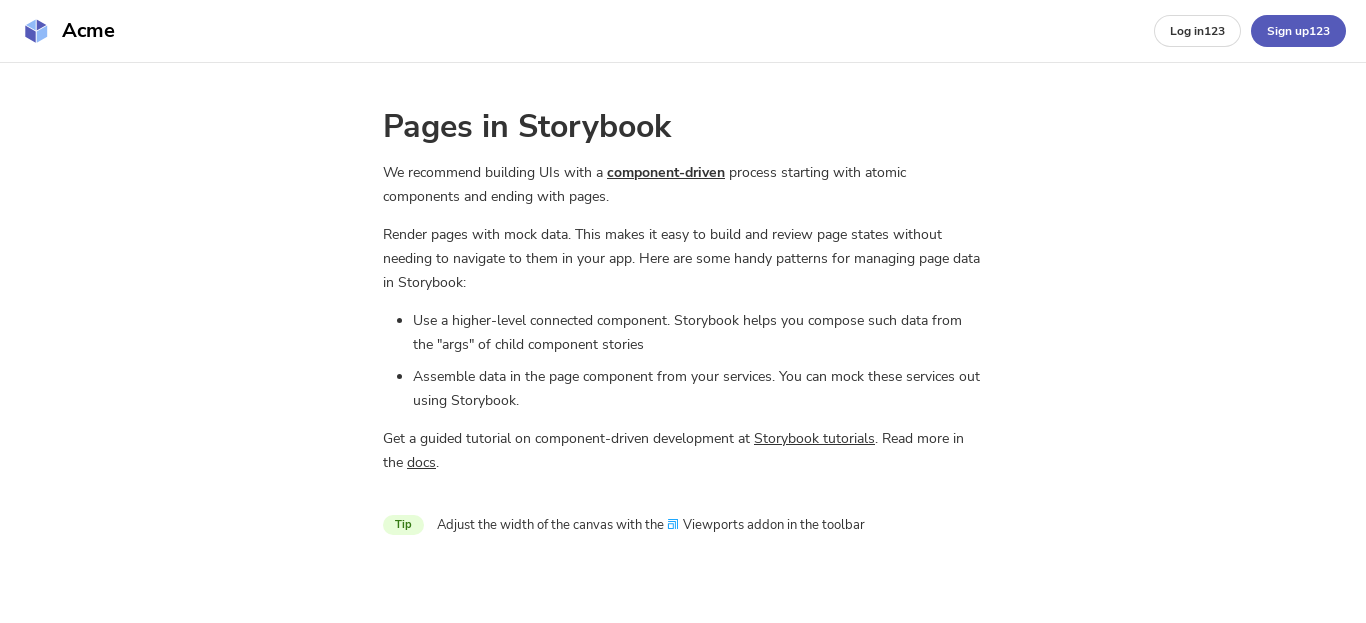 Acme
Log in123
Sign up123
Pages in Storybook
We recommend building UIs with a component-driven process starting with atomic
components and ending with pages.
Render pages with mock data. This makes it easy to build and review page states without
needing to navigate to them in your app. Here are some handy patterns for managing page data
in Storybook:
Use a higher-level connected component. Storybook helps you compose such data from
the "args" of child component stories
Assemble data in the page component from your services. You can mock these services out
using Storybook.
Get a guided tutorial on component-driven development at Storybook tutorials. Read more in
the docs.
Tip Adjust the width of the canvas with the Viewports addon in the toolbar